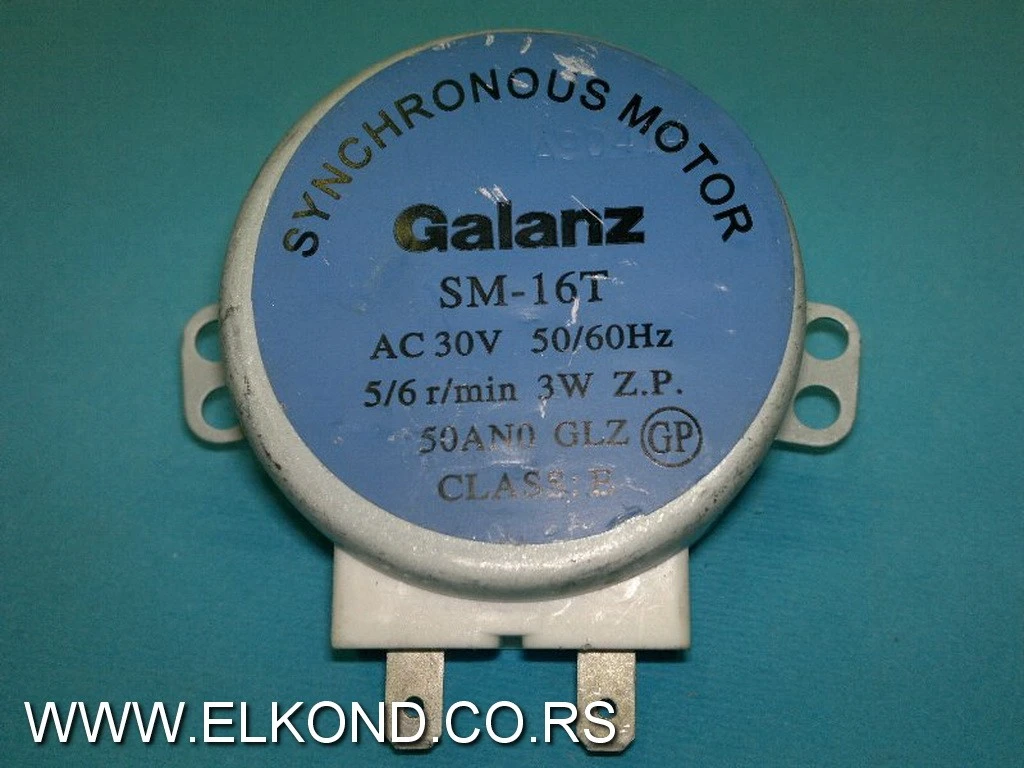 SYNCHRONOUS MOTOR
Galanz
SM-16T
AC 30V 50/60Hz
5/6 r/min 3W Z.P.
50AN0 GLZ GP
CLASS: E
WWW.ELKOND.CO.RS